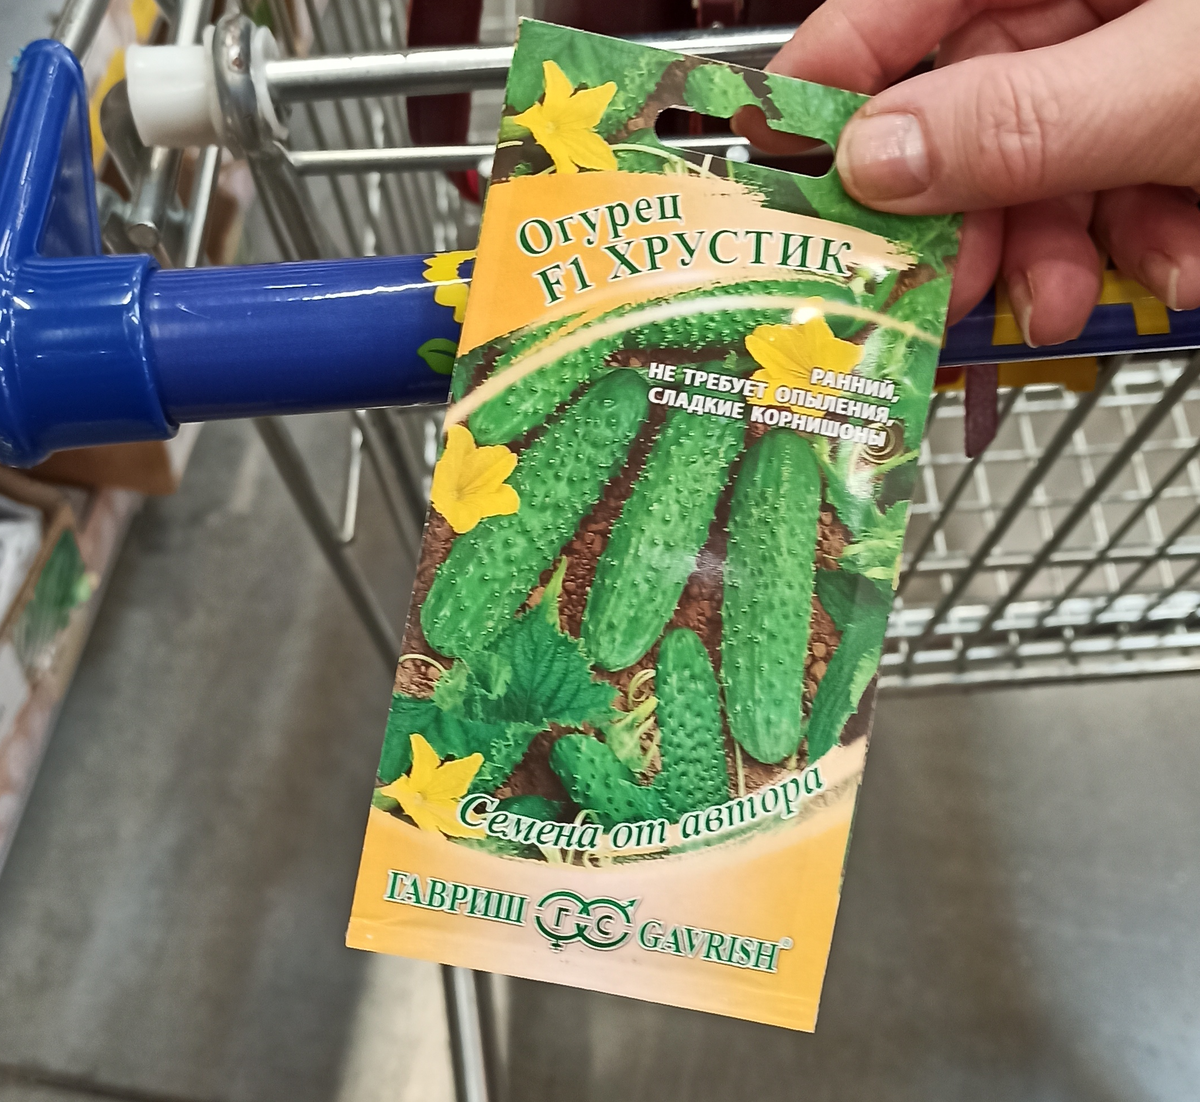 Огурец
F1 ХРУСТИК
РАННИЙ,
НЕ ТРЕБУЕТ ОПЫЛЕНИЯ,
СЛАДКИЕ КОРНИШОНЫ
Семена от автора
ГАВРИШ Г С GAVRISH®